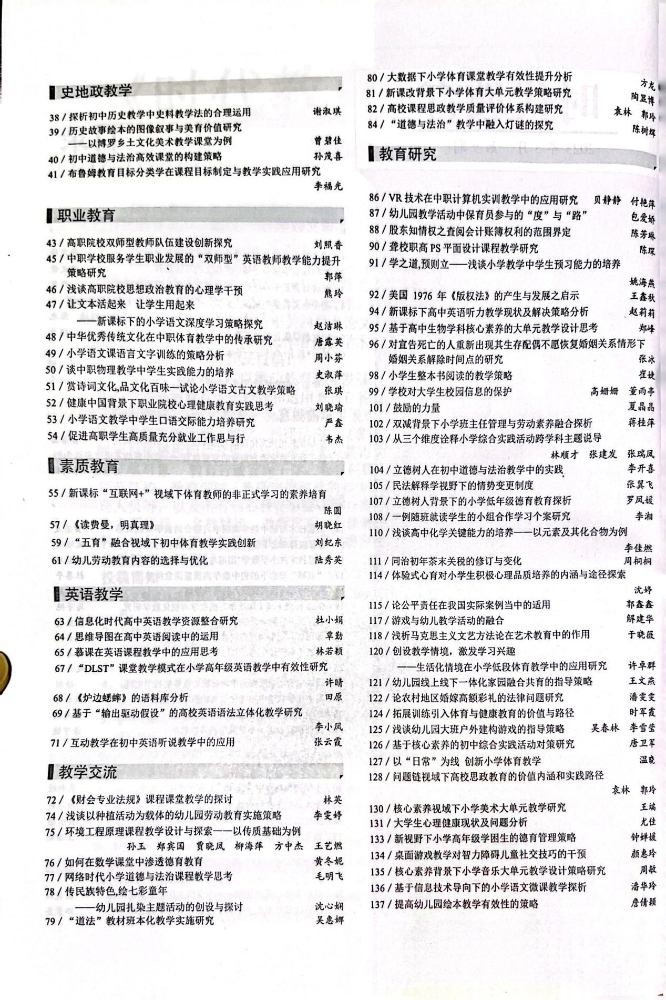 史地政教学
38 / 探析初中历史教学中史料教学法的合理运用 谢淑琪
39 / 历史故事绘本的图像叙事与美育价值研究
——以博罗乡土文化美术教学课堂为例 曾碧佳
40 / 初中道德与法治高效课堂的构建策略 孙茂喜
41 / 布鲁姆教育目标分类学在课程目标制定与教学实践应用研究
李福光
职业教育
43 / 高职院校双师型教师队伍建设创新探究 刘照香
45 / 中职学校服务学生职业发展的“双师型”英语教师教学能力提升
策略研究 郭萍
46 / 浅谈高职院校思想政治教育的心理学干预 熊玲
47 / 让文本活起来 让学生用起来
——新课标下的小学语文深度学习策略探究 赵洁琳
48 / 中华优秀传统文化在中职体育教学中的传承研究 唐露英
49 / 小学语文课语言文字训练的策略分析 周小芬
50 / 谈中职物理教学中学生实践能力的培养 史淑萍
51 / 赏诗词文化,品文化百味—试论小学语文古文教学策略 张琪
52 / 健康中国背景下职业院校心理健康教育实践思考 刘晓瑜
53 / 小学语文教学中学生口语交际能力培养研究 严鑫
54 / 促进高职学生高质量充分就业工作思与行 韦杰
素质教育
55 / 新课标“互联网+”视域下体育教师的非正式学习的素养培育
陈圆
57 / 《读费曼，明真理》 胡晓红
59 / “五育”融合视域下初中体育教学实践创新 刘纪东
61 / 幼儿劳动教育内容的选择与优化 陆秀英
英语教学
63 / 信息化时代高中英语教学资源整合研究 杜小娟
64 / 思维导图在高中英语阅读中的运用 覃勤
65 / 慕课在英语课程教学中的应用思考 林若颖
67 / “DLST”课堂教学模式在小学高年级英语教学中有效性研究
许晴
68 / 《炉边蟋蟀》的语料库分析 田原
69 / 基于“输出驱动假设”的高校英语语法立体化教学研究
李小凤
71 / 互动教学在初中英语听说教学中的应用 张云霞
教学交流
72 / 《财会专业法规》课程课堂教学的探讨 林英
74 / 浅谈以种植活动为载体的幼儿园劳动教育实施策略 李雯婷
75 / 环境工程原理课程教学设计与探索——以传质基础为例
孙玉 郑宾国 贾晓凤 柳海萍 方中杰 王艺燃
76 / 如何在数学课堂中渗透德育教育 黄冬妮
77 / 网络时代小学道德与法治课程教学思考 毛明飞
78 / 传民族特色,绘七彩童年
——幼儿园扎染主题活动的创设与探讨 沈心娴
79 / “道法”教材班本化教学实施研究 吴惠娜
80 / 大数据下小学体育课堂教学有效性提升分析 方龙
81 / 新课改背景下小学体育大单元教学策略研究 陶显博
82 / 高校课程思政教学质量评价体系构建研究 袁林 郭玲
84 / “道德与法治”教学中融入灯谜的探究 陈树辉
教育研究
86 / VR 技术在中职计算机实训教学中的应用研究 贝静静 付艳萍
87 / 幼儿园教学活动中保育员参与的“度”与“路” 包爱娇
88 / 股东知情权之查阅会计账簿权利的范围界定 陈芳琳
90 / 聋校职高 PS 平面设计课程教学研究 陈琛
91 / 学之道,预则立——浅谈小学教学中学生预习能力的培养
姚海燕
92 / 美国 1976 年《版权法》的产生与发展之启示 王鑫秋
94 / 新课标下高中英语听力教学现状及解决策略分析 赵莉莉
95 / 基于高中生物学科核心素养的大单元教学设计思考 郑峰
96 / 对宣告死亡的人重新出现其生存配偶不愿恢复婚姻关系情形下
婚姻关系解除时间点的研究 张冰
98 / 小学生整本书阅读的教学策略 崔婕
99 / 学校对大学生校园信息的保护 高姗姗 董雨亭
101 / 鼓励的力量 夏晶晶
102 / 双减背景下小学班主任管理与劳动素养融合探析 蒋桂萍
103 / 从三个维度诠释小学综合实践活动跨学科主题说导
林顺才 张建发 张瑞凤
104 / 立德树人在初中道德与法治教学中的实践 李开喜
105 / 民法解释学视野下的情势变更制度 张翼飞
107 / 立德树人背景下的小学低年级德育教育探析 罗凤媛
108 / 一例随班就读学生的小组合作学习个案研究 李湘
110 / 浅谈高中化学关键能力的培养——以元素及其化合物为例
李佳燃
111 / 同治初年茶末关税的修订与变化 周桐桐
114 / 体验式心育对小学生积极心理品质培养的内涵与途径探索
沈婷
115 / 论公平责任在我国实际案例当中的适用 郭鑫鑫
117 / 游戏与幼儿教学活动的融合 解建华
118 / 浅析马克思主义文艺方法论在艺术教育中的作用 于晓薇
120 / 创设教学情境，激发学习兴趣
——生活化情境在小学低段体育教学中的应用研究 许卓群
121 / 幼儿园线上线下一体化家园融合共育的指导策略 王文燕
122 / 论农村地区婚嫁高额彩礼的法律问题研究 潘雯雯
124 / 拓展训练引入体育与健康教育的价值与路径 时军霞
125 / 浅谈幼儿园大班户外建构游戏的指导策略 吴春林 李雪莹
126 / 基于核心素养的初中综合实践活动对策研究 唐卫军
127 / 以“日常”为线 创新小学体育教学 温晓
128 / 问题链视域下高校思政教育的价值内涵和实践路径
袁林 郭玲
130 / 核心素养视域下小学美术大单元教学研究 王端
131 / 大学生心理健康现状及问题分析 尤佳
133 / 新视野下小学高年级学困生的德育管理策略 钟婵媛
134 / 桌面游戏教学对智力障碍儿童社交技巧的干预 颜惠玲
135 / 核心素养背景下小学音乐大单元教学设计策略研究 周敏
136 / 基于信息技术导向下的小学语文微课教学探析 潘华玲
137 / 提高幼儿园绘本教学有效性的策略 詹倩颖